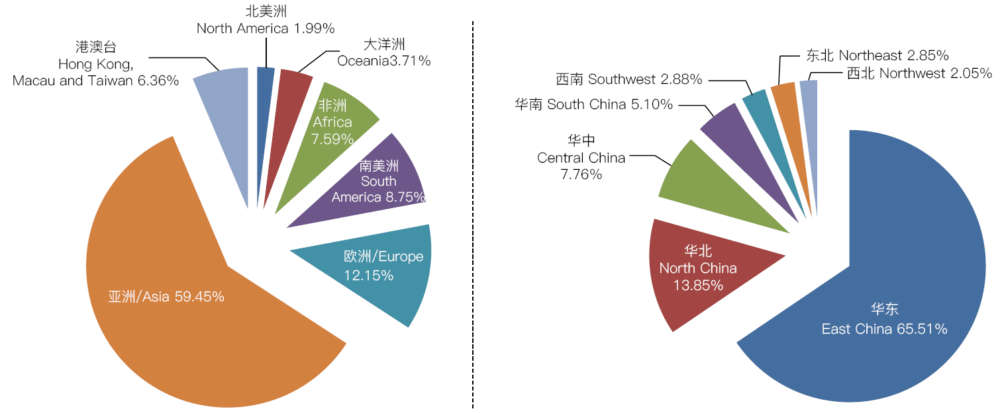 北美洲
North America 1.99%
大洋洲
Oceania3.71%
港澳台
Hong Kong,
Macau and Taiwan 6.36%
非洲
Africa
7.59%
南美洲
South
America 8.75%
欧洲/Europe
12.15%
亚洲/Asia 59.45%
东北 Northeast 2.85%
西北 Northwest 2.05%
西南 Southwest 2.88%
华南 South China 5.10%
华中
Central China
7.76%
华北
North China
13.85%
华东
East China 65.51%